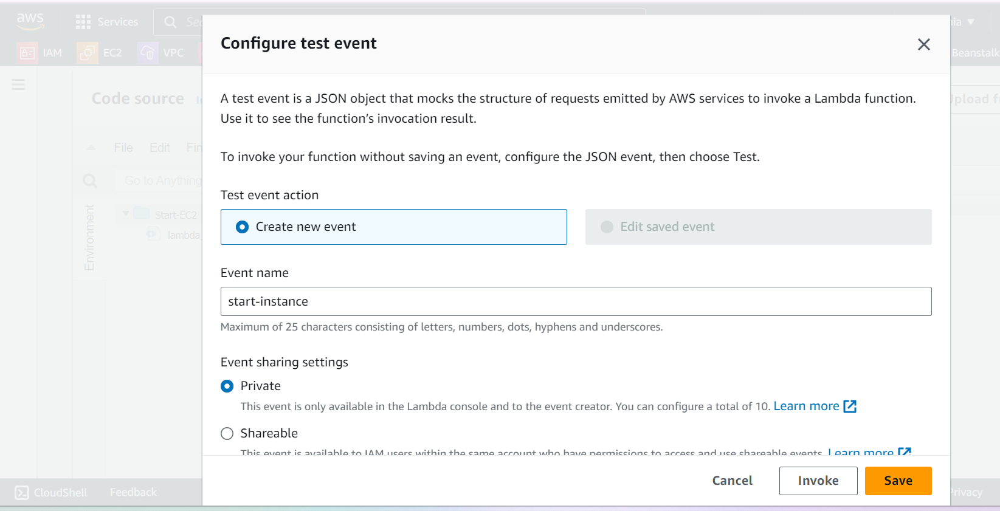 aws
Services
IAM
EC2
VPC
Beanstalk
Code source
File Edit
Go to Anything
Environment
Start-EC2
lambda_
Configure test event
A test event is a JSON object that mocks the structure of requests emitted by AWS services to invoke a Lambda function.
Use it to see the function’s invocation result.
To invoke your function without saving an event, configure the JSON event, then choose Test.
Test event action
Create new event
Edit saved event
Event name
start-instance
Maximum of 25 characters consisting of letters, numbers, dots, hyphens and underscores.
Event sharing settings
Private
This event is only available in the Lambda console and to the event creator. You can configure a total of 10. Learn more
Shareable
This event is available to IAM users within the same account who have permissions to access and use shareable events. Learn more
Cancel Invoke Save
CloudShell Feedback
Privacy